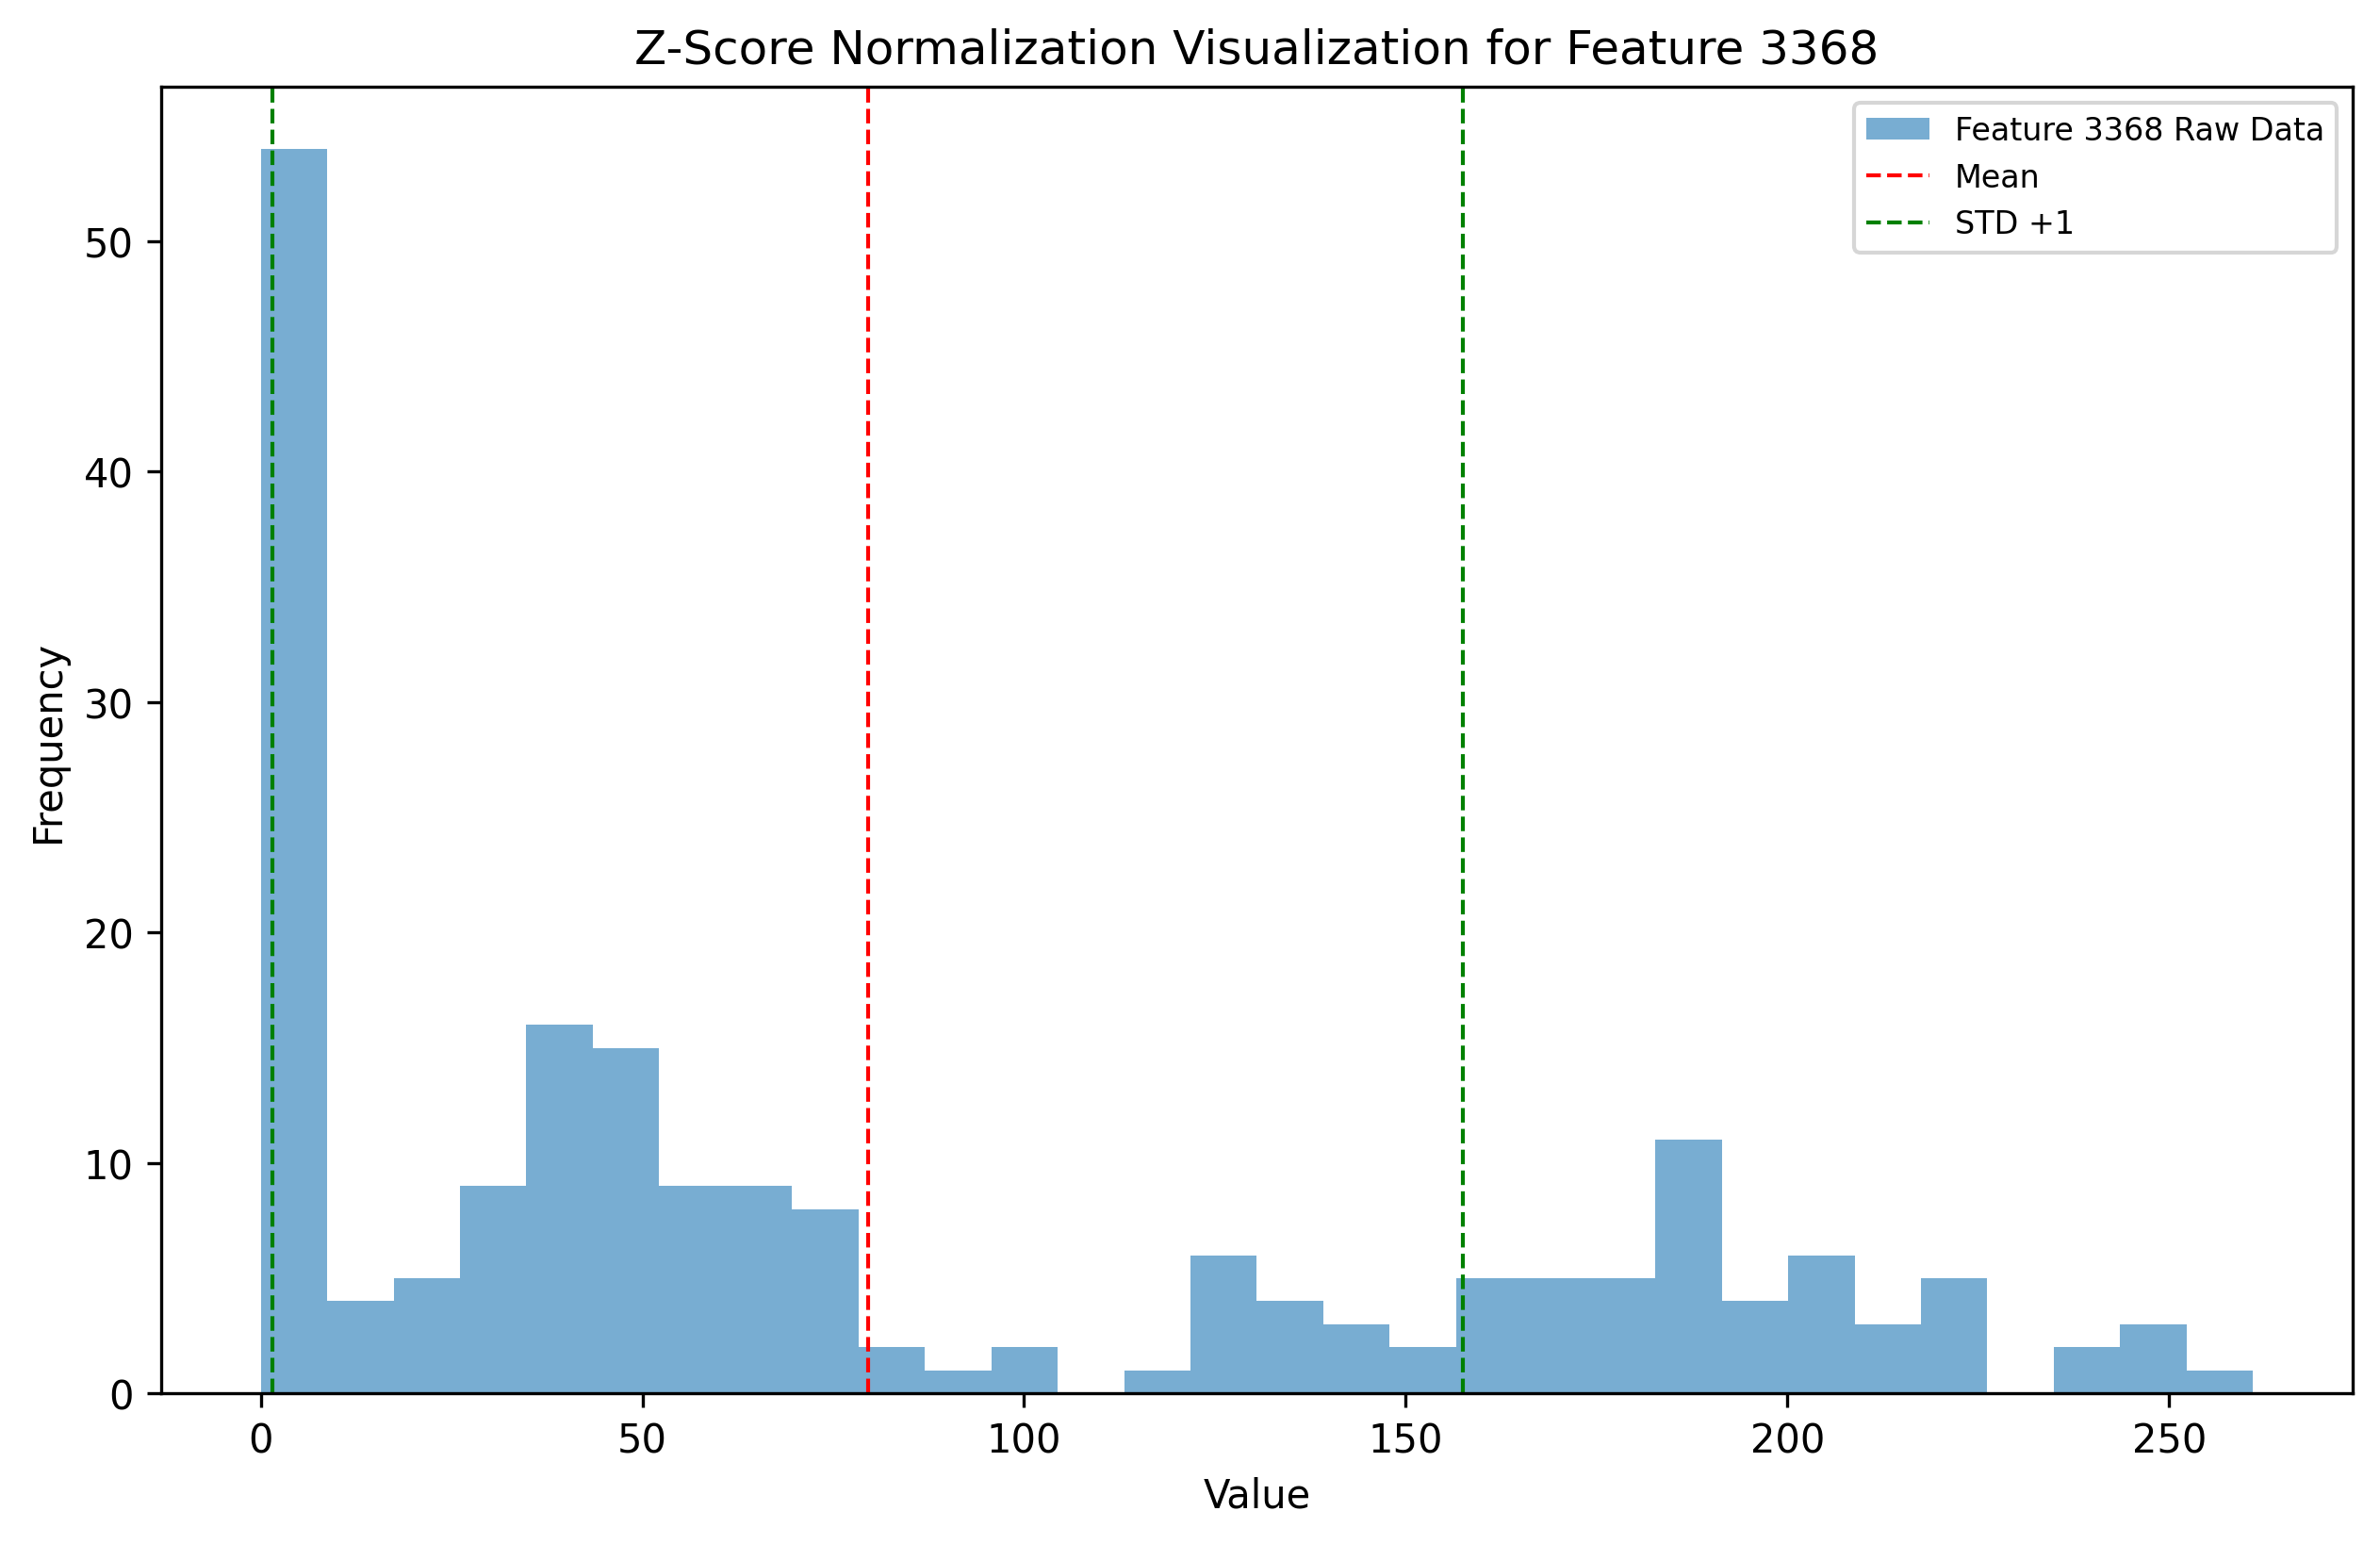 Z-Score Normalization Visualization for Feature 3368
Feature 3368 Raw Data
Mean
STD +1
50
40
30
20
10
0
Frequency
0 50 100 150 200 250
Value